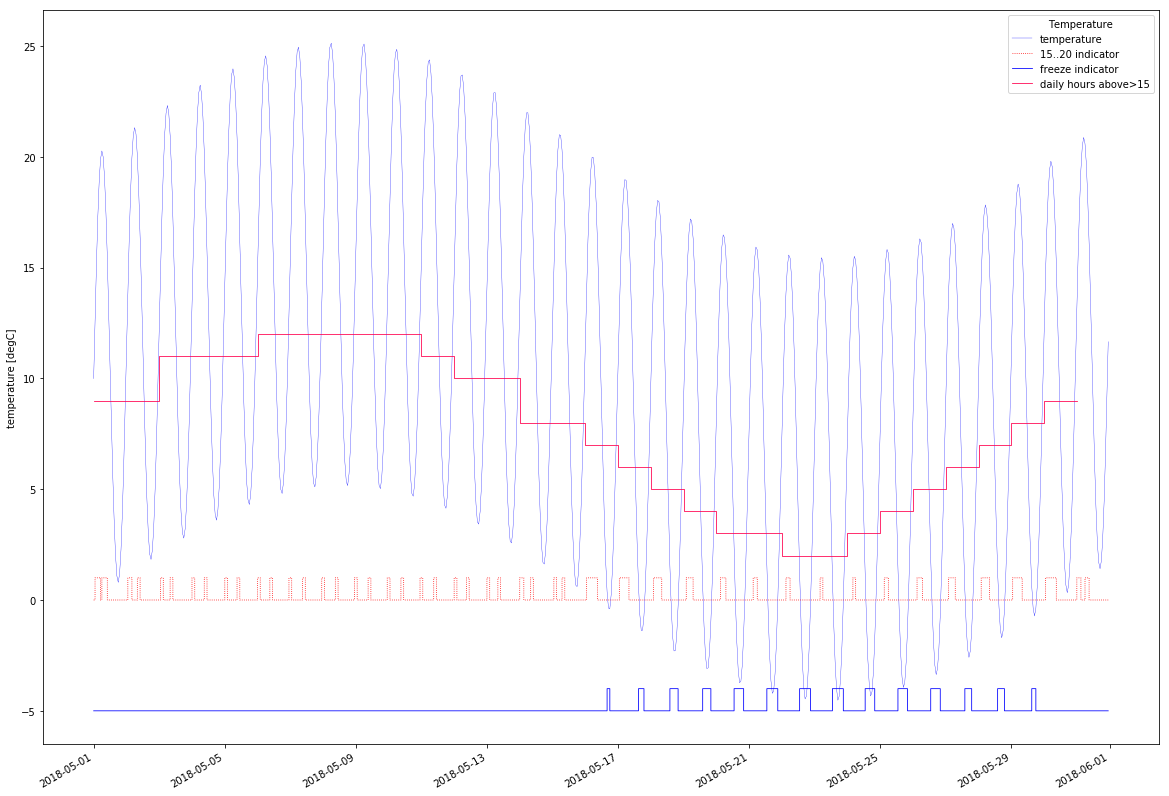 Temperature
temperature
15..20 indicator
freeze indicator
daily hours above>15
temperature [degC]
25
20
15
10
5
0
−5
2018-05-01
2018-05-05
2018-05-09
2018-05-13
2018-05-17
2018-05-21
2018-05-25
2018-05-29
2018-06-01